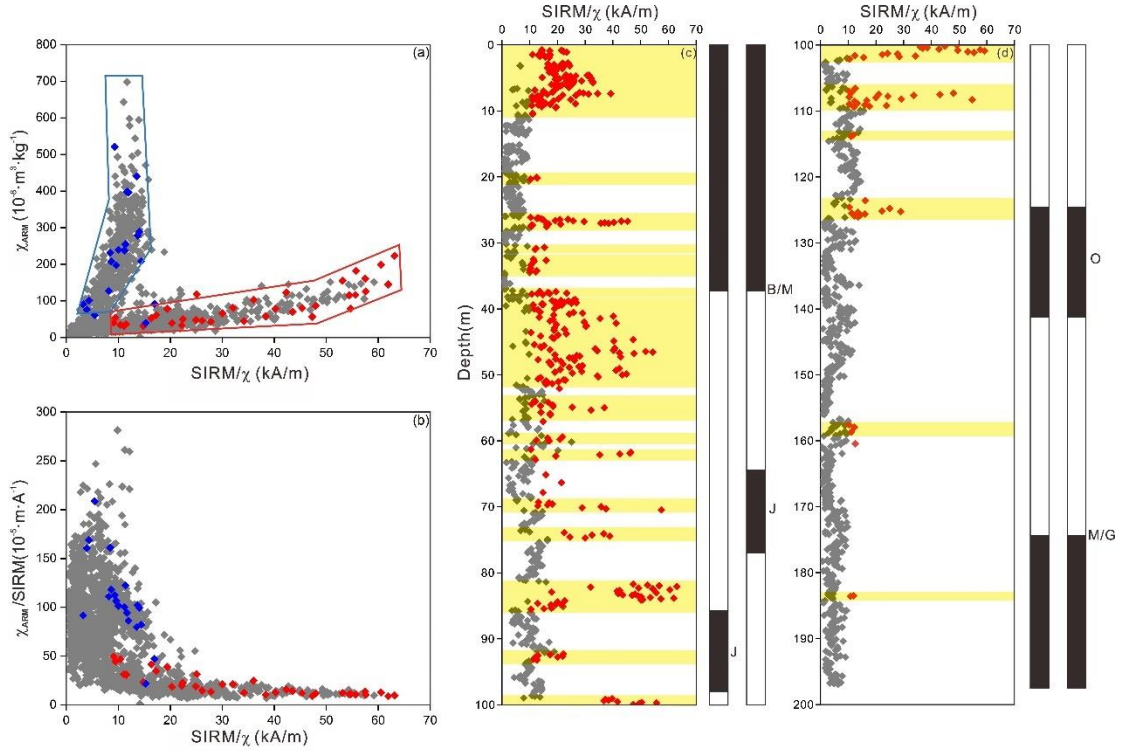 (a)
χARM (10⁻⁸·m³·kg⁻¹)
800
700
600
500
400
300
200
100
0
0 10 20 30 40 50 60 70
SIRM/χ (kA/m)
(b)
χARM/SIRM(10⁻⁵·m·A⁻¹)
300
250
200
150
100
50
0
0 10 20 30 40 50 60 70
SIRM/χ (kA/m)
SIRM/χ (kA/m)
0 10 20 30 40 50 60 70
(c)
Depth(m)
0
10
20
30
40
50
60
70
80
90
100
B/M
J
J
SIRM/χ (kA/m)
0 10 20 30 40 50 60 70
(d)
100
110
120
130
140
150
160
170
180
190
200
O
M/G